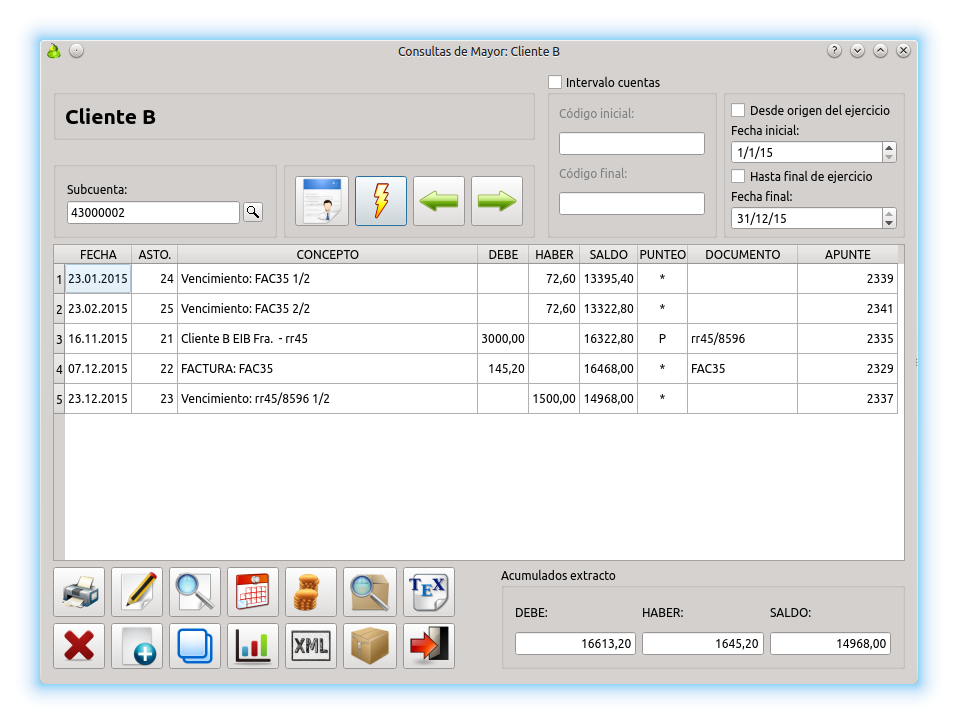 Consultas de Mayor: Cliente B
?
Intervalo cuentas
Cliente B
Código inicial:
Código final:
Desde origen del ejercicio
Fecha inicial:
1/1/15
Hasta final de ejercicio
Fecha final:
31/12/15
Subcuenta:
43000002
FECHA ASTO. CONCEPTO DEBE HABER SALDO PUNTEO DOCUMENTO APUNTE
1 23.01.2015 24 Vencimiento: FAC35 1/2 72,60 13395,40 * 2339
2 23.02.2015 25 Vencimiento: FAC35 2/2 72,60 13322,80 * 2341
3 16.11.2015 21 Cliente B EIB Fra. - rr45 3000,00 16322,80 P rr45/8596 2335
4 07.12.2015 22 FACTURA: FAC35 145,20 16468,00 * FAC35 2329
5 23.12.2015 23 Vencimiento: rr45/8596 1/2 1500,00 14968,00 * 2337
TEX
XML
Acumulados extracto
DEBE: HABER: SALDO:
16613,20 1645,20 14968,00